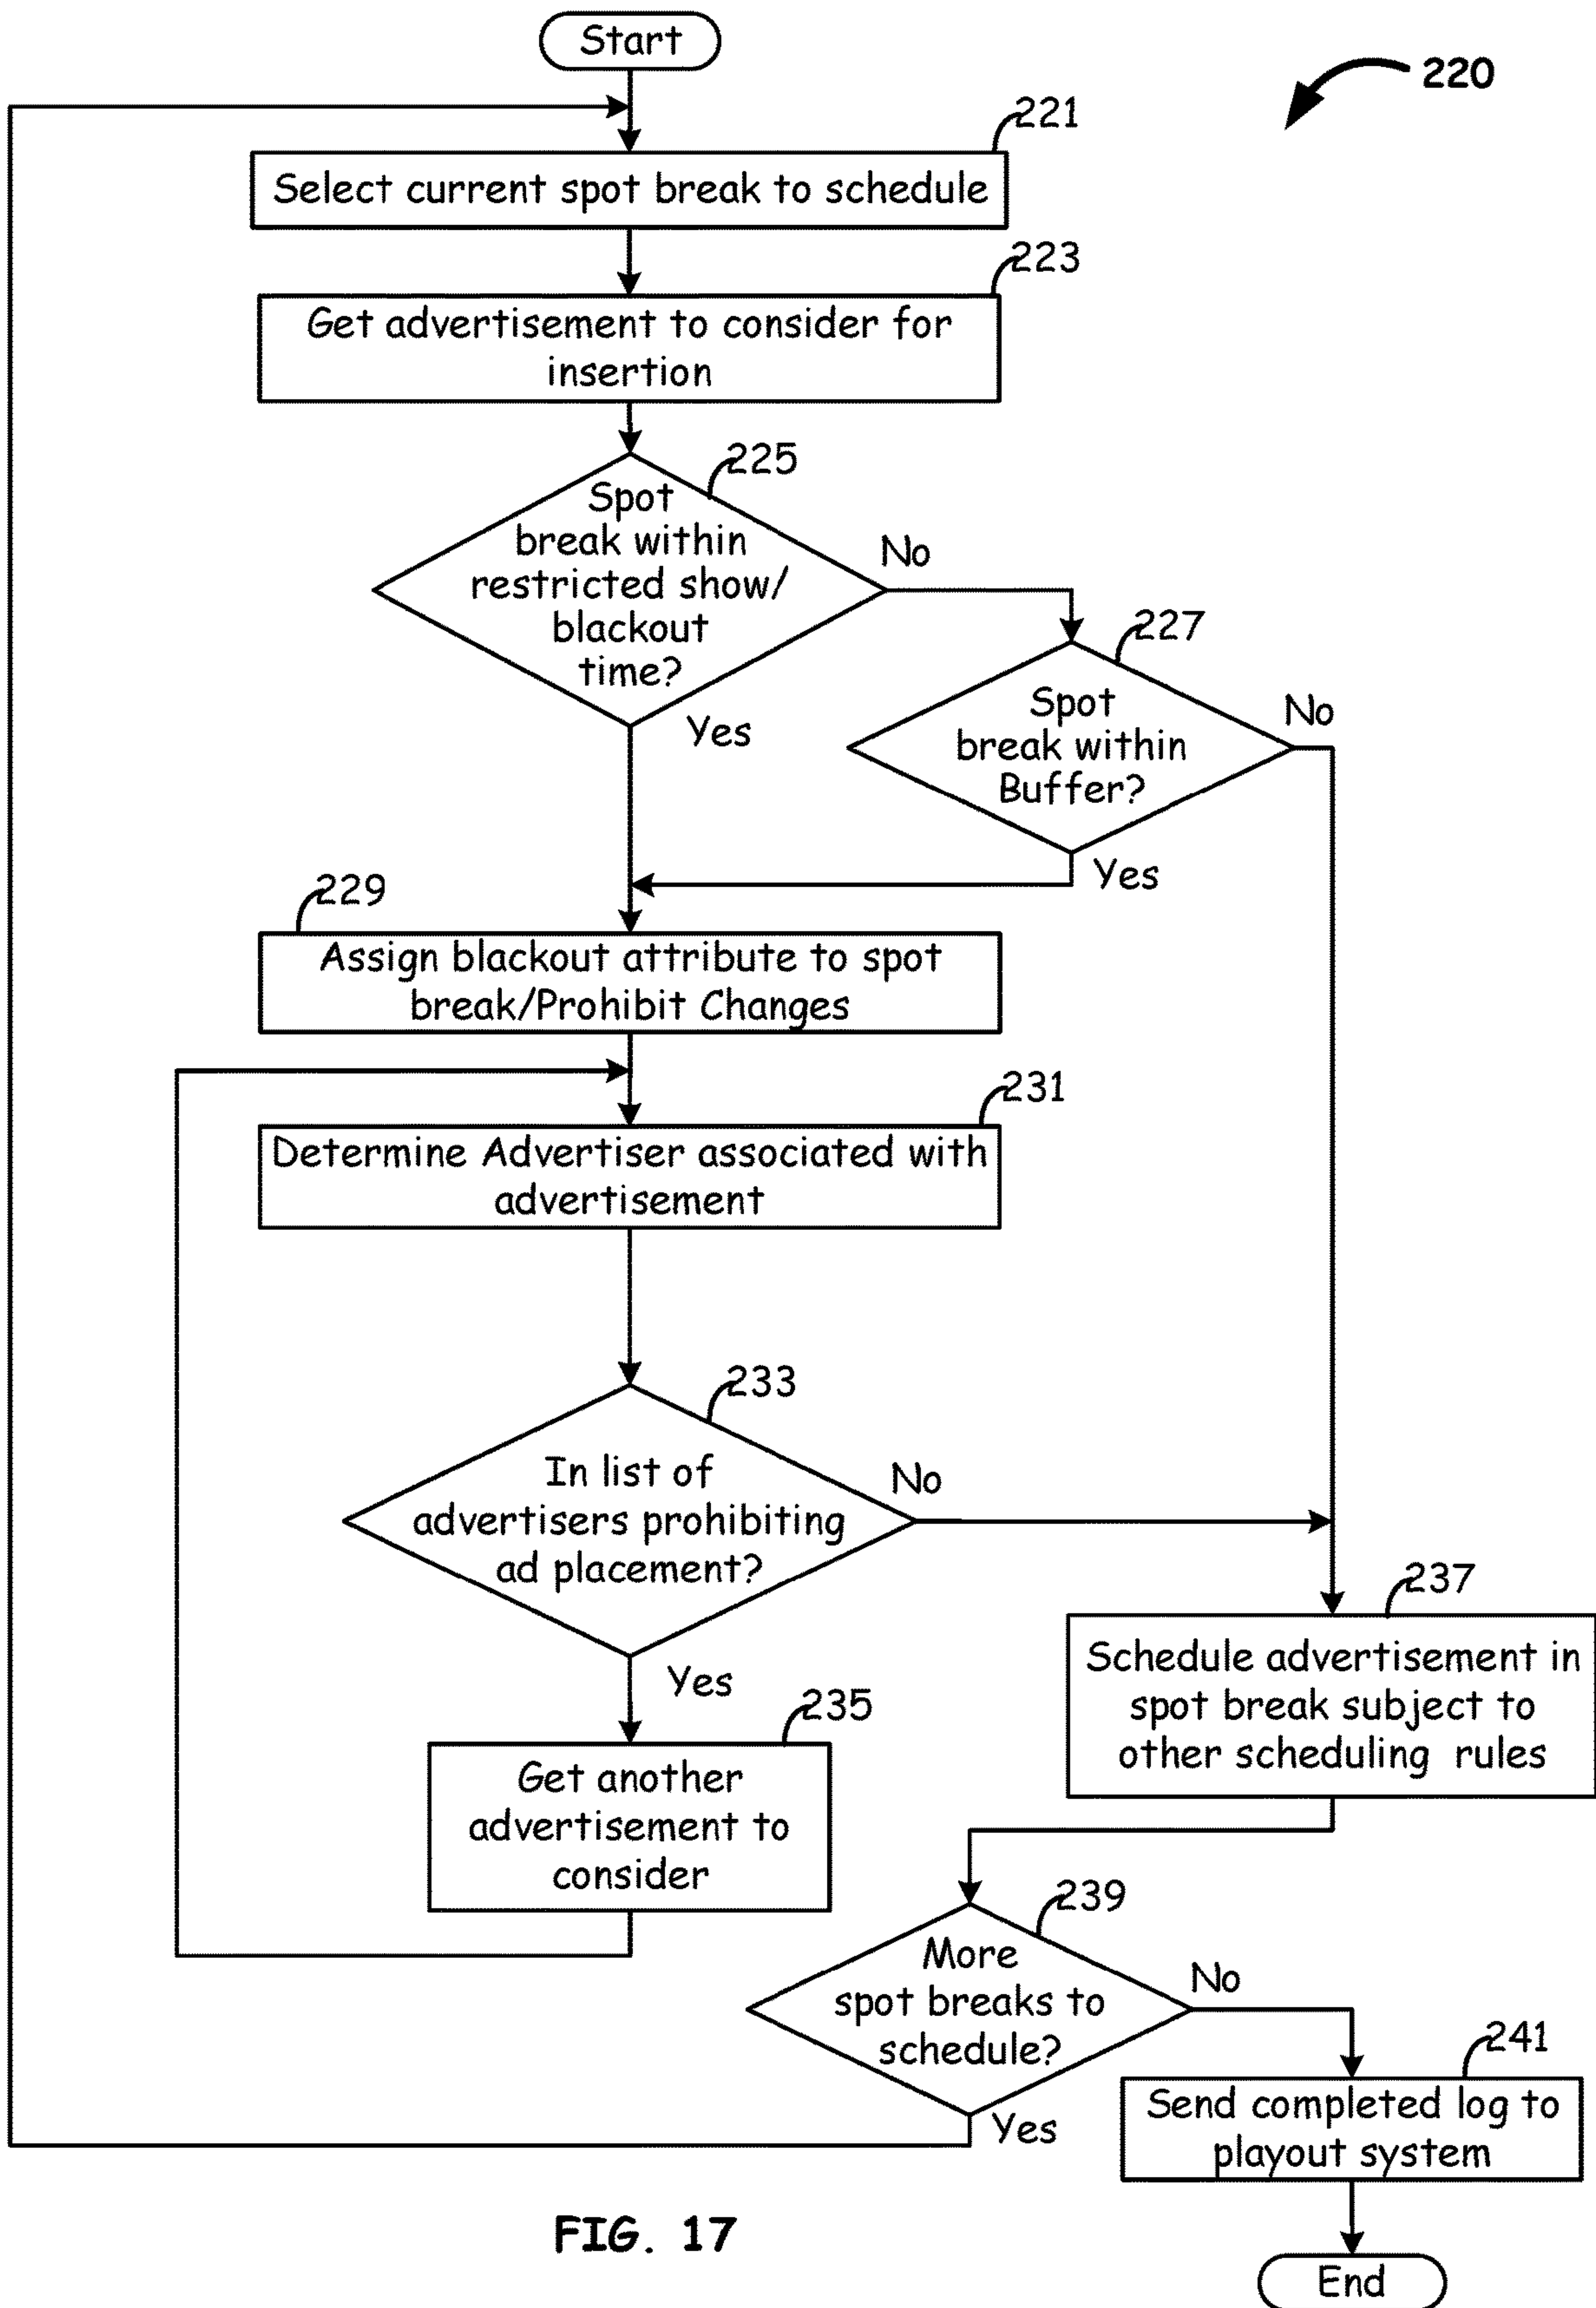 Start
220
221
Select current spot break to schedule
223
Get advertisement to consider for
insertion
225
Spot
break within
restricted show/
blackout
time?
No
Yes
227
Spot
break within
Buffer?
No
Yes
229
Assign blackout attribute to spot
break/Prohibit Changes
231
Determine Advertiser associated with
advertisement
233
In list of
advertisers prohibiting
ad placement?
No
Yes
235
Get another
advertisement to
consider
237
Schedule advertisement in
spot break subject to
other scheduling rules
239
More
spot breaks to
schedule?
No
Yes
241
Send completed log to
playout system
End
FIG. 17